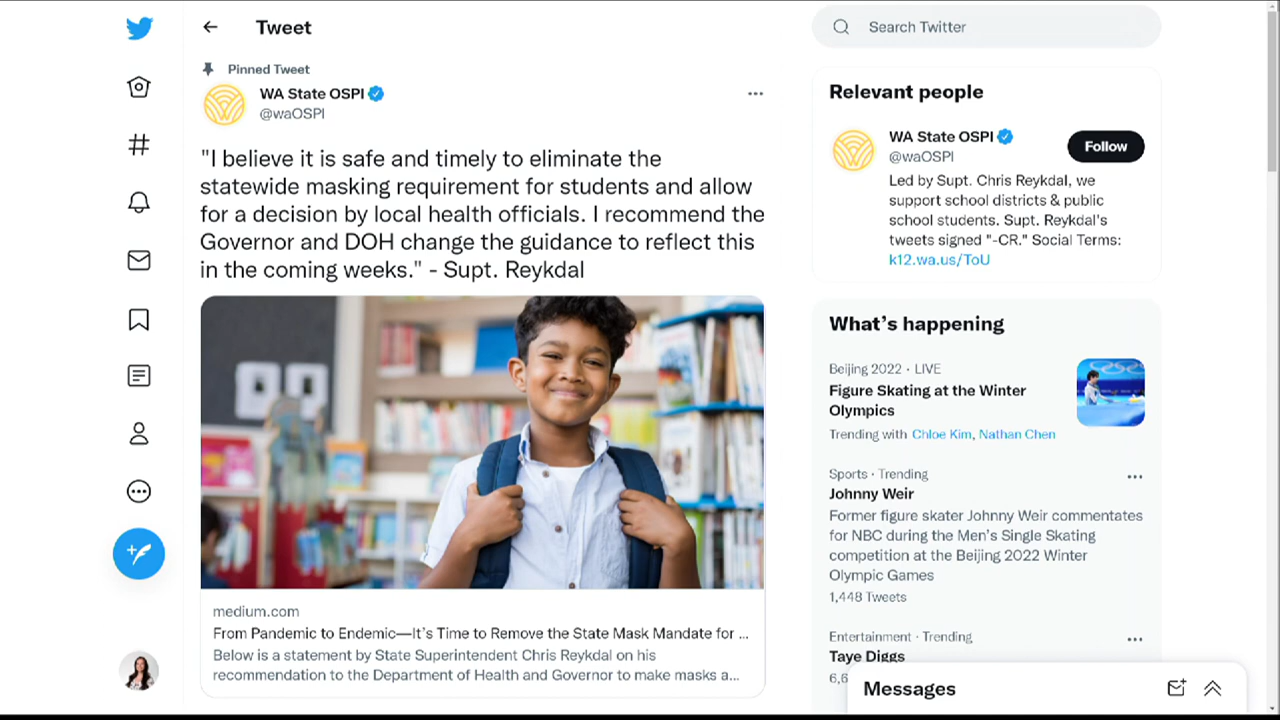 Tweet
Pinned Tweet
WA State OSPI
@waOSPI
"I believe it is safe and timely to eliminate the
statewide masking requirement for students and allow
for a decision by local health officials. I recommend the
Governor and DOH change the guidance to reflect this
in the coming weeks." - Supt. Reykdal
medium.com
From Pandemic to Endemic—It's Time to Remove the State Mask Mandate for ...
Below is a statement by State Superintendent Chris Reykdal on his
recommendation to the Department of Health and Governor to make masks a...
Search Twitter
Relevant people
WA State OSPI
@waOSPI
Follow
Led by Supt. Chris Reykdal, we
support school districts & public
school students. Supt. Reykdal's
tweets signed "-CR." Social Terms:
k12.wa.us/ToU
What's happening
Beijing 2022 · LIVE
Figure Skating at the Winter
Olympics
Trending with Chloe Kim, Nathan Chen
Sports · Trending
Johnny Weir
Former figure skater Johnny Weir commentates
for NBC during the Men's Single Skating
competition at the Beijing 2022 Winter
Olympic Games
1,448 Tweets
Entertainment · Trending
Taye Diggs
Messages